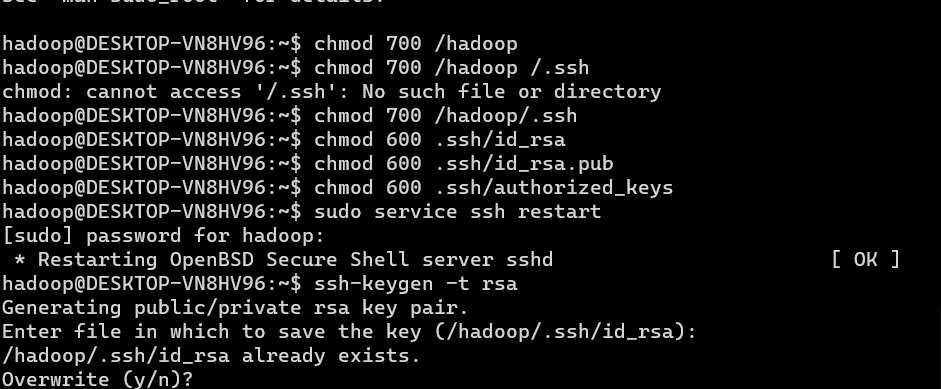 see "man sudo_root" for details.
hadoop@DESKTOP-VN8HV96:~$ chmod 700 /hadoop
hadoop@DESKTOP-VN8HV96:~$ chmod 700 /hadoop /.ssh
chmod: cannot access '/.ssh': No such file or directory
hadoop@DESKTOP-VN8HV96:~$ chmod 700 /hadoop/.ssh
hadoop@DESKTOP-VN8HV96:~$ chmod 600 .ssh/id_rsa
hadoop@DESKTOP-VN8HV96:~$ chmod 600 .ssh/id_rsa.pub
hadoop@DESKTOP-VN8HV96:~$ chmod 600 .ssh/authorized_keys
hadoop@DESKTOP-VN8HV96:~$ sudo service ssh restart
[sudo] password for hadoop:
 * Restarting OpenBSD Secure Shell server sshd [ OK ]
hadoop@DESKTOP-VN8HV96:~$ ssh-keygen -t rsa
Generating public/private rsa key pair.
Enter file in which to save the key (/hadoop/.ssh/id_rsa):
/hadoop/.ssh/id_rsa already exists.
Overwrite (y/n)?